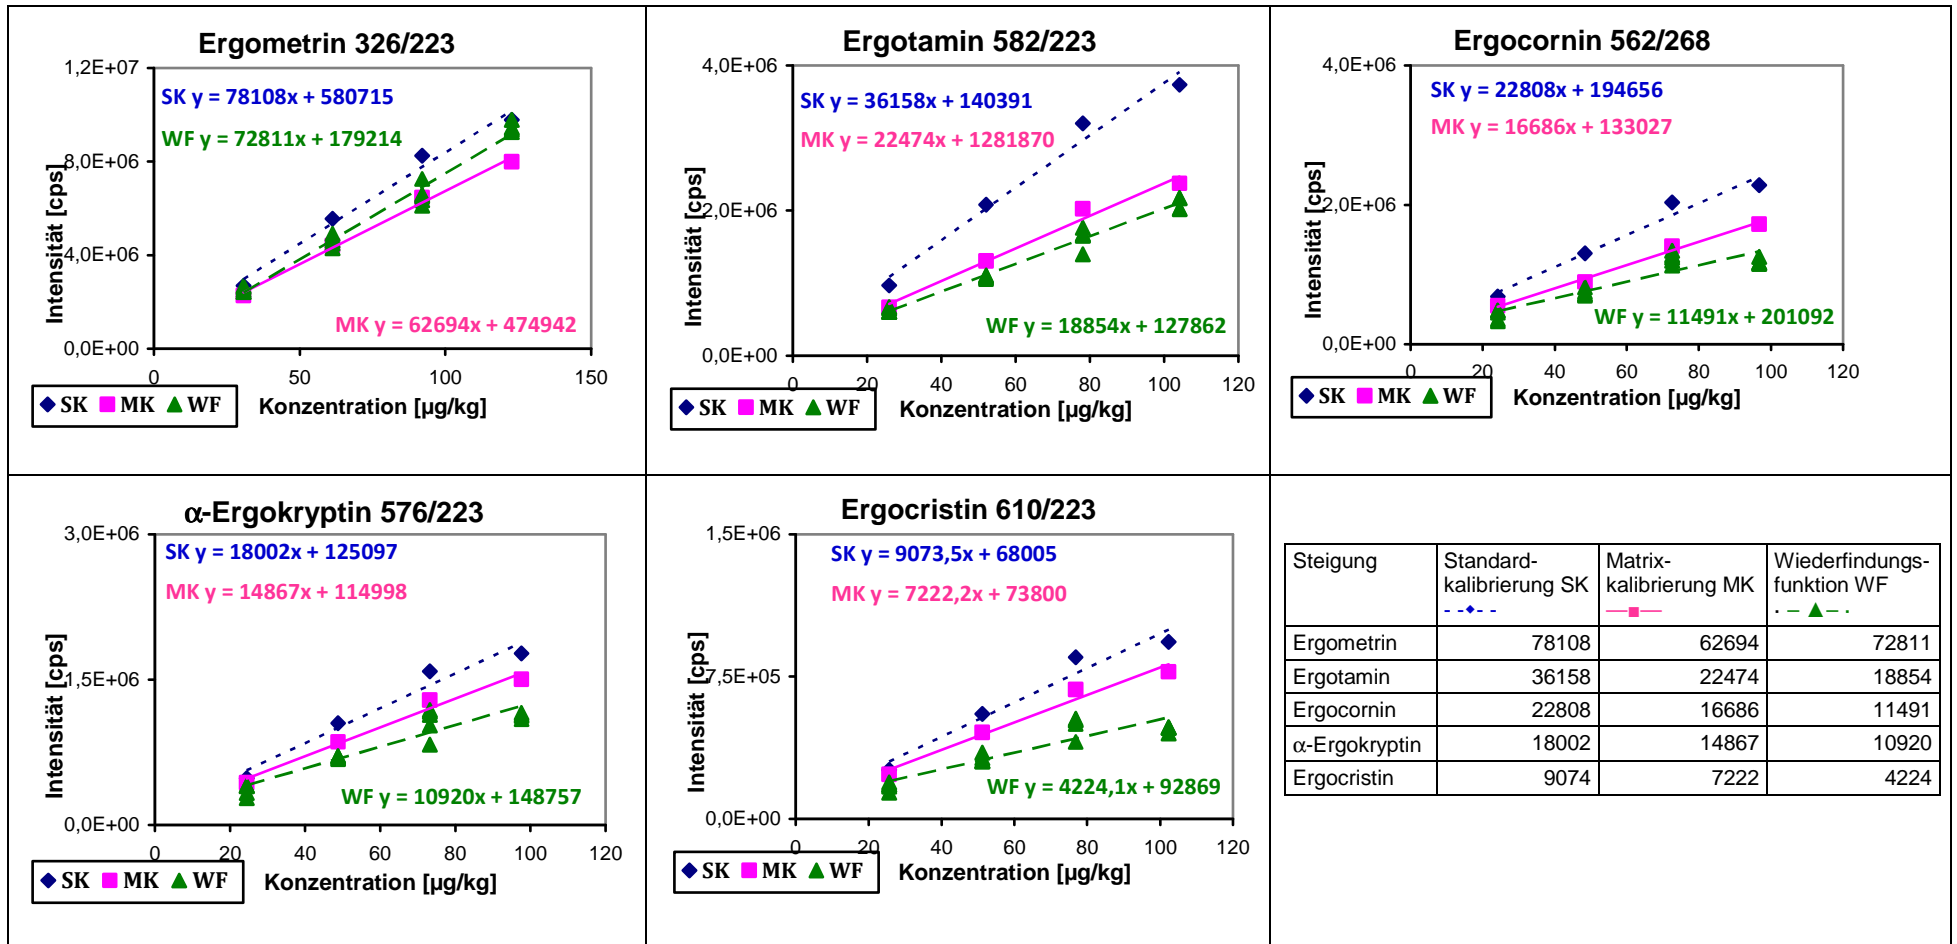 Ergometrin 326/223
1,2E+07
SK y = 78108x + 580715
WF y = 72811x + 179214
8,0E+06
4,0E+06
MK y = 62694x + 474942
0,0E+00
0 50 100 150
Intensität [cps]
Konzentration [µg/kg]
SK MK WF
Ergotamin 582/223
4,0E+06
SK y = 36158x + 140391
MK y = 22474x + 1281870
2,0E+06
WF y = 18854x + 127862
0,0E+00
0 20 40 60 80 100 120
Intensität [cps]
Konzentration [µg/kg]
SK MK WF
Ergocornin 562/268
4,0E+06
SK y = 22808x + 194656
MK y = 16686x + 133027
2,0E+06
WF y = 11491x + 201092
0,0E+00
0 20 40 60 80 100 120
Intensität [cps]
Konzentration [µg/kg]
SK MK WF
α-Ergokryptin 576/223
3,0E+06
SK y = 18002x + 125097
MK y = 14867x + 114998
1,5E+06
WF y = 10920x + 148757
0,0E+00
0 20 40 60 80 100 120
Intensität [cps]
Konzentration [µg/kg]
SK MK WF
Ergocristin 610/223
1,5E+06
SK y = 9073,5x + 68005
MK y = 7222,2x + 73800
7,5E+05
WF y = 4224,1x + 92869
0,0E+00
0 20 40 60 80 100 120
Intensität [cps]
Konzentration [µg/kg]
SK MK WF
Steigung Standard- Matrix- Wiederfindungs-
kalibrierung SK kalibrierung MK funktion WF
Ergometrin 78108 62694 72811
Ergotamin 36158 22474 18854
Ergocornin 22808 16686 11491
α-Ergokryptin 18002 14867 10920
Ergocristin 9074 7222 4224